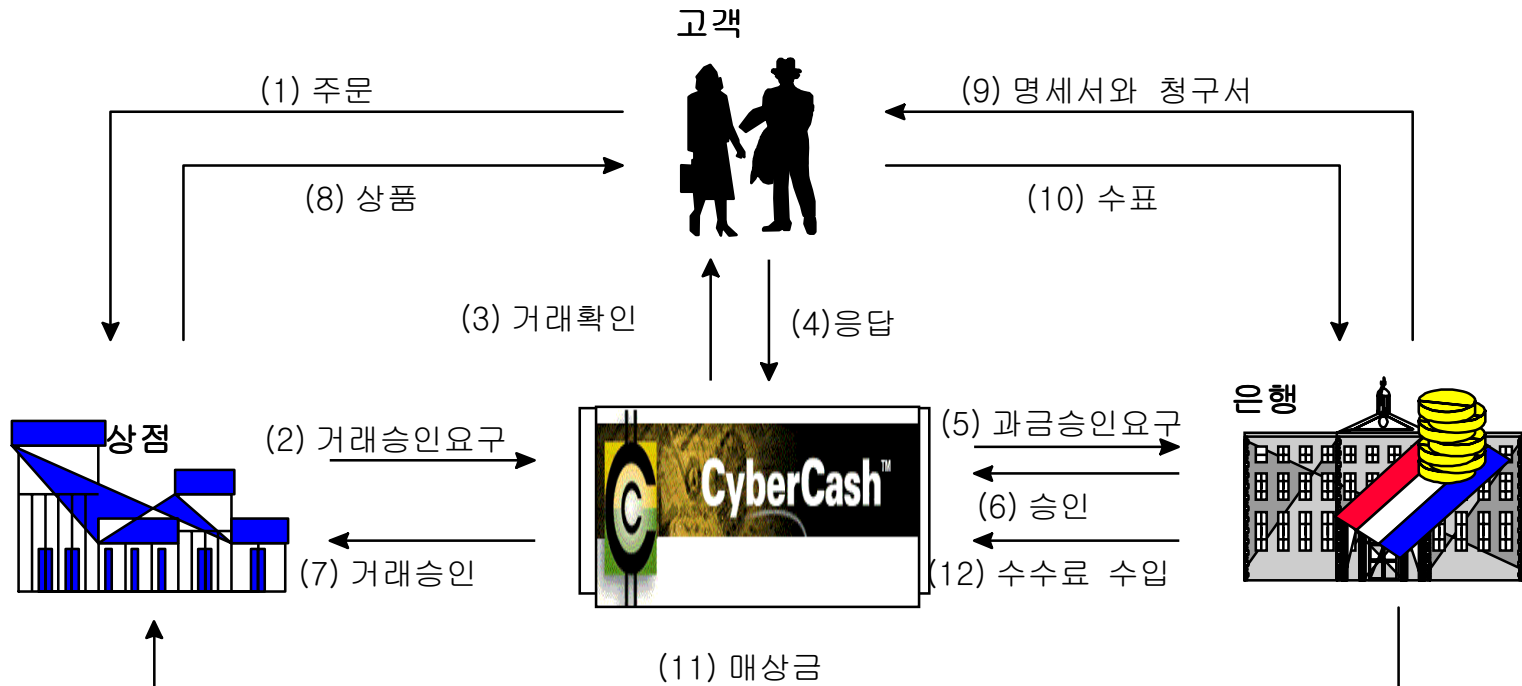 고객
(1) 주문
(9) 명세서와 청구서
(8) 상품
(10) 수표
(3) 거래확인
(4)응답
은행
상점
(2) 거래승인요구
(5) 과금승인요구
CyberCash™
(6) 승인
(7) 거래승인
(12) 수수료 수입
(11) 매상금